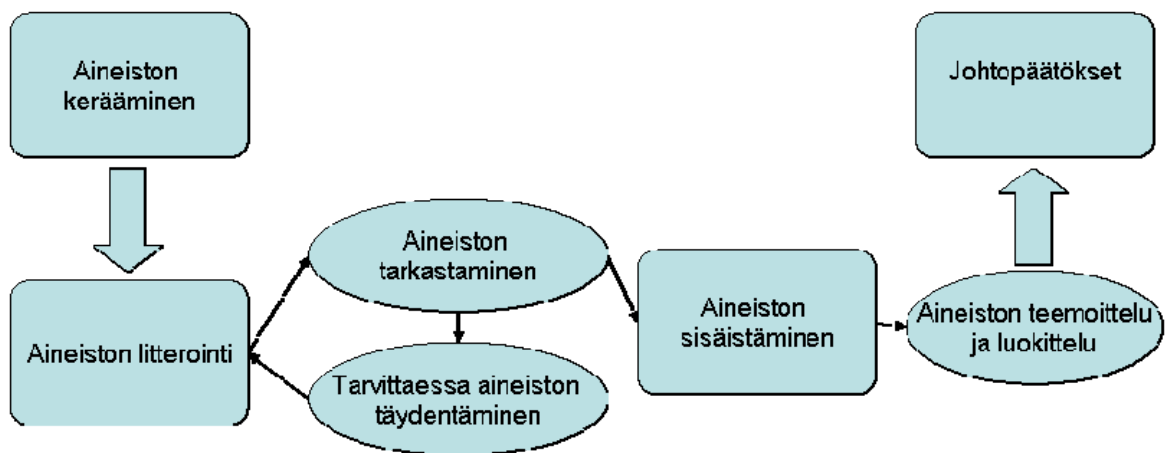 Aineiston
kerääminen
Johtopäätökset
Aineiston litterointi
Aineiston
tarkastaminen
Tarvittaessa aineiston
täydentäminen
Aineiston
sisäistäminen
Aineiston teemoittelu
ja luokittelu